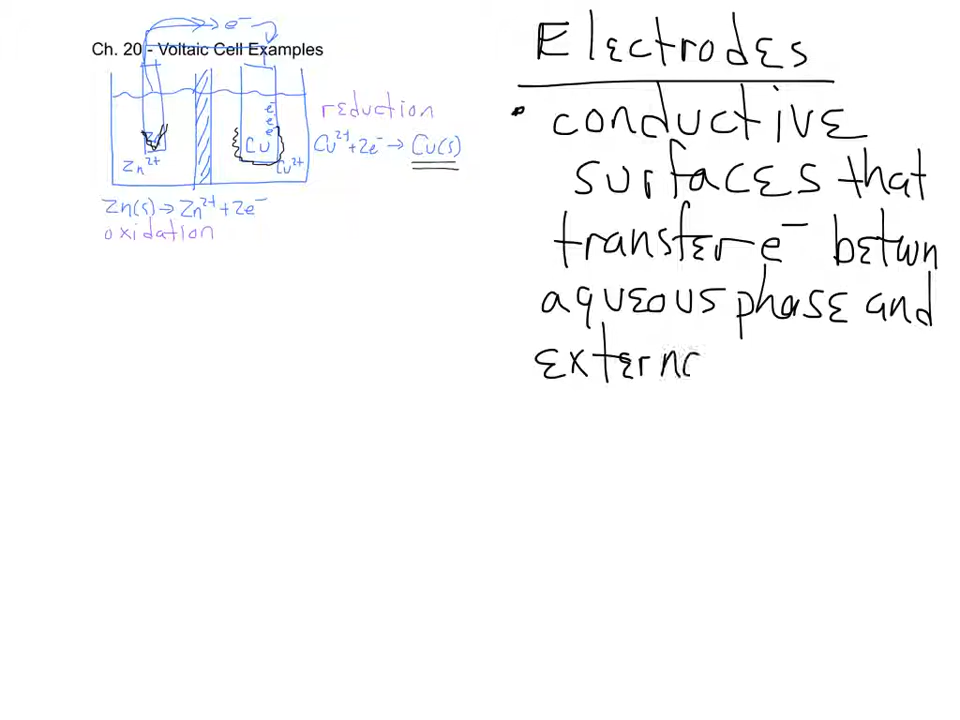 e⁻
Ch. 20 - Voltaic Cell Examples
e⁻
e⁻
e⁻
Zn²⁺
Cu
Cu²⁺
reduction
Cu²⁺ + 2e⁻ → Cu(s)
Zn(s) → Zn²⁺ + 2e⁻
oxidation
Electrodes
• conductive
surfaces that
transfer e⁻ betwn
aqueous phase and
externa